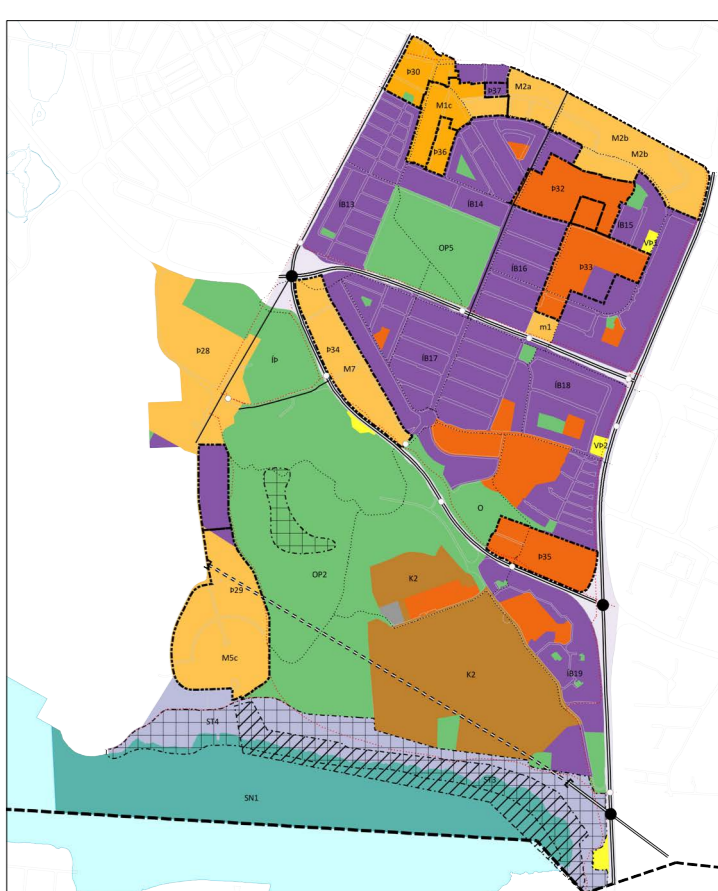 Þ30
Þ37
M2a
M1c
M2b
M2b
Þ36
Þ32
ÍB13
ÍB14
ÍB15
VÞ1
OP5
ÍB16
Þ33
m1
Þ28
ÍÞ
Þ34
M7
ÍB17
ÍB18
VÞ2
O
Þ35
OP2
K2
Þ29
M5c
K2
ÍB19
ST4
ST3
SN1